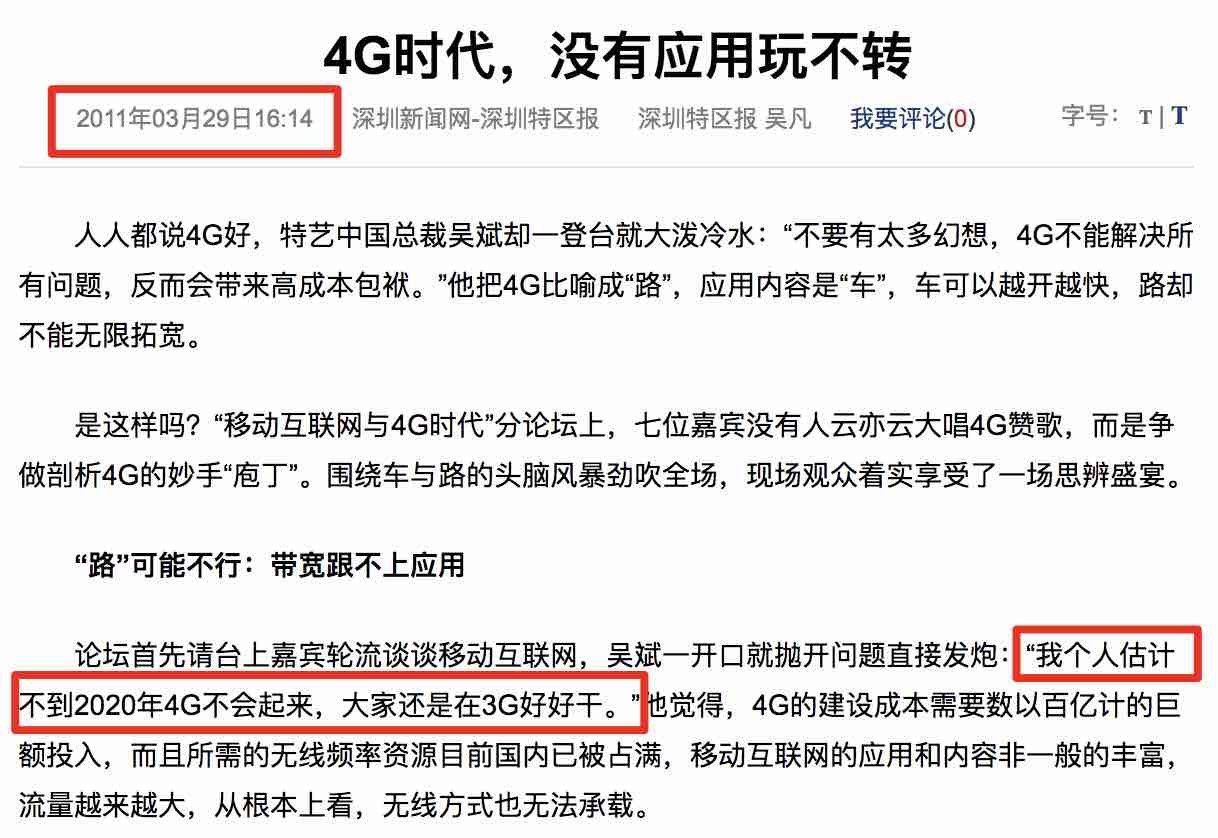 4G时代，没有应用玩不转
2011年03月29日16:14 深圳新闻网-深圳特区报 深圳特区报 吴凡 我要评论(0) 字号： T | T
人人都说4G好，特艺中国总裁吴斌却一登台就大泼冷水：“不要有太多幻想，4G不能解决所
有问题，反而会带来高成本包袱。”他把4G比喻成“路”，应用内容是“车”，车可以越开越快，路却
不能无限拓宽。
是这样吗？“移动互联网与4G时代”分论坛上，七位嘉宾没有人云亦云大唱4G赞歌，而是争
做剖析4G的妙手“庖丁”。围绕车与路的头脑风暴劲吹全场，现场观众着实享受了一场思辨盛宴。
“路”可能不行：带宽跟不上应用
论坛首先请台上嘉宾轮流谈谈移动互联网，吴斌一开口就抛开问题直接发炮：“我个人估计
不到2020年4G不会起来，大家还是在3G好好干。”他觉得，4G的建设成本需要数以百亿计的巨
额投入，而且所需的无线频率资源目前国内已被占满，移动互联网的应用和内容非一般的丰富，
流量越来越大，从根本上看，无线方式也无法承载。